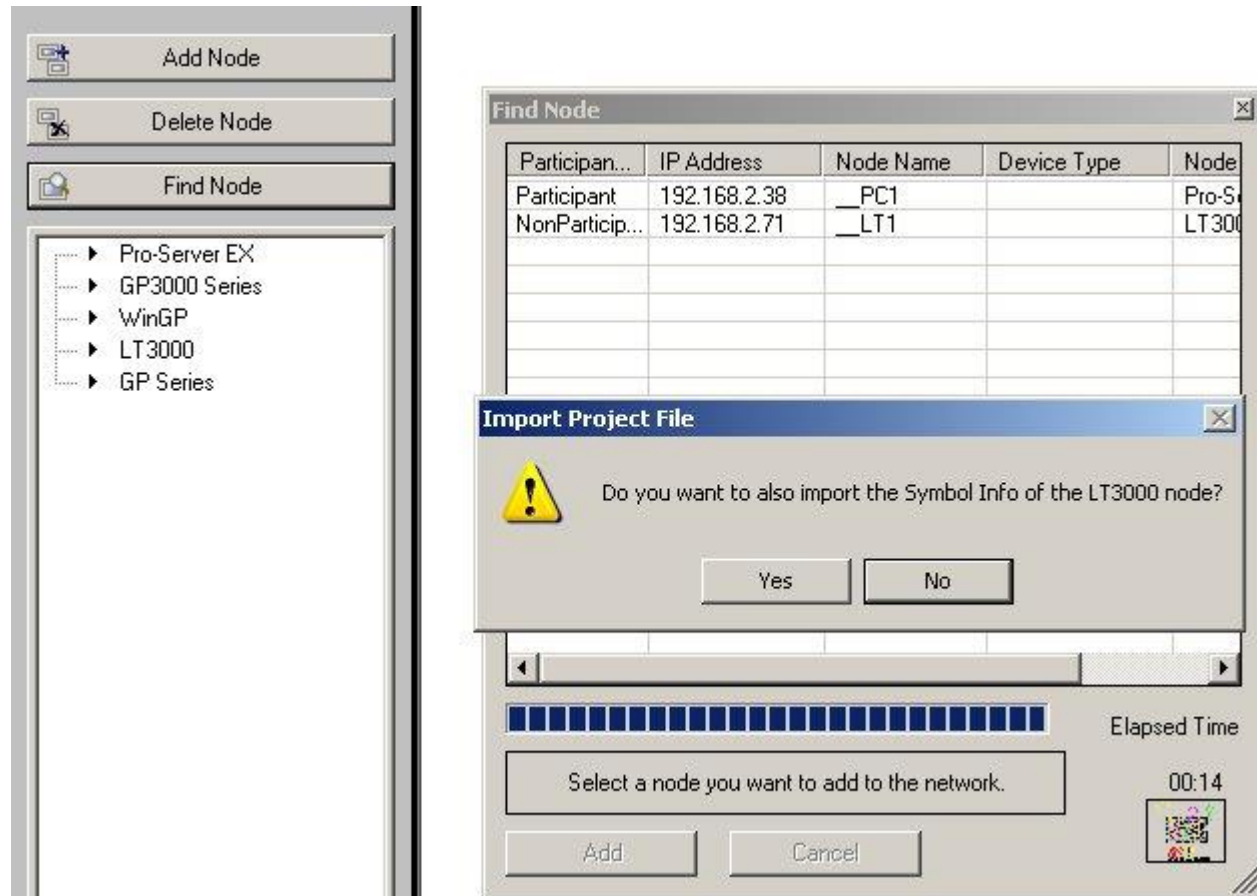 Add Node
Delete Node
Find Node
Pro-Server EX
GP3000 Series
WinGP
LT3000
GP Series
Find Node
Participan... IP Address Node Name Device Type Node
Participant 192.168.2.38 __PC1 Pro-Se
NonParticip... 192.168.2.71 __LT1 LT300
Import Project File
Do you want to also import the Symbol Info of the LT3000 node?
Yes No
Elapsed Time
Select a node you want to add to the network.
00:14
Add Cancel